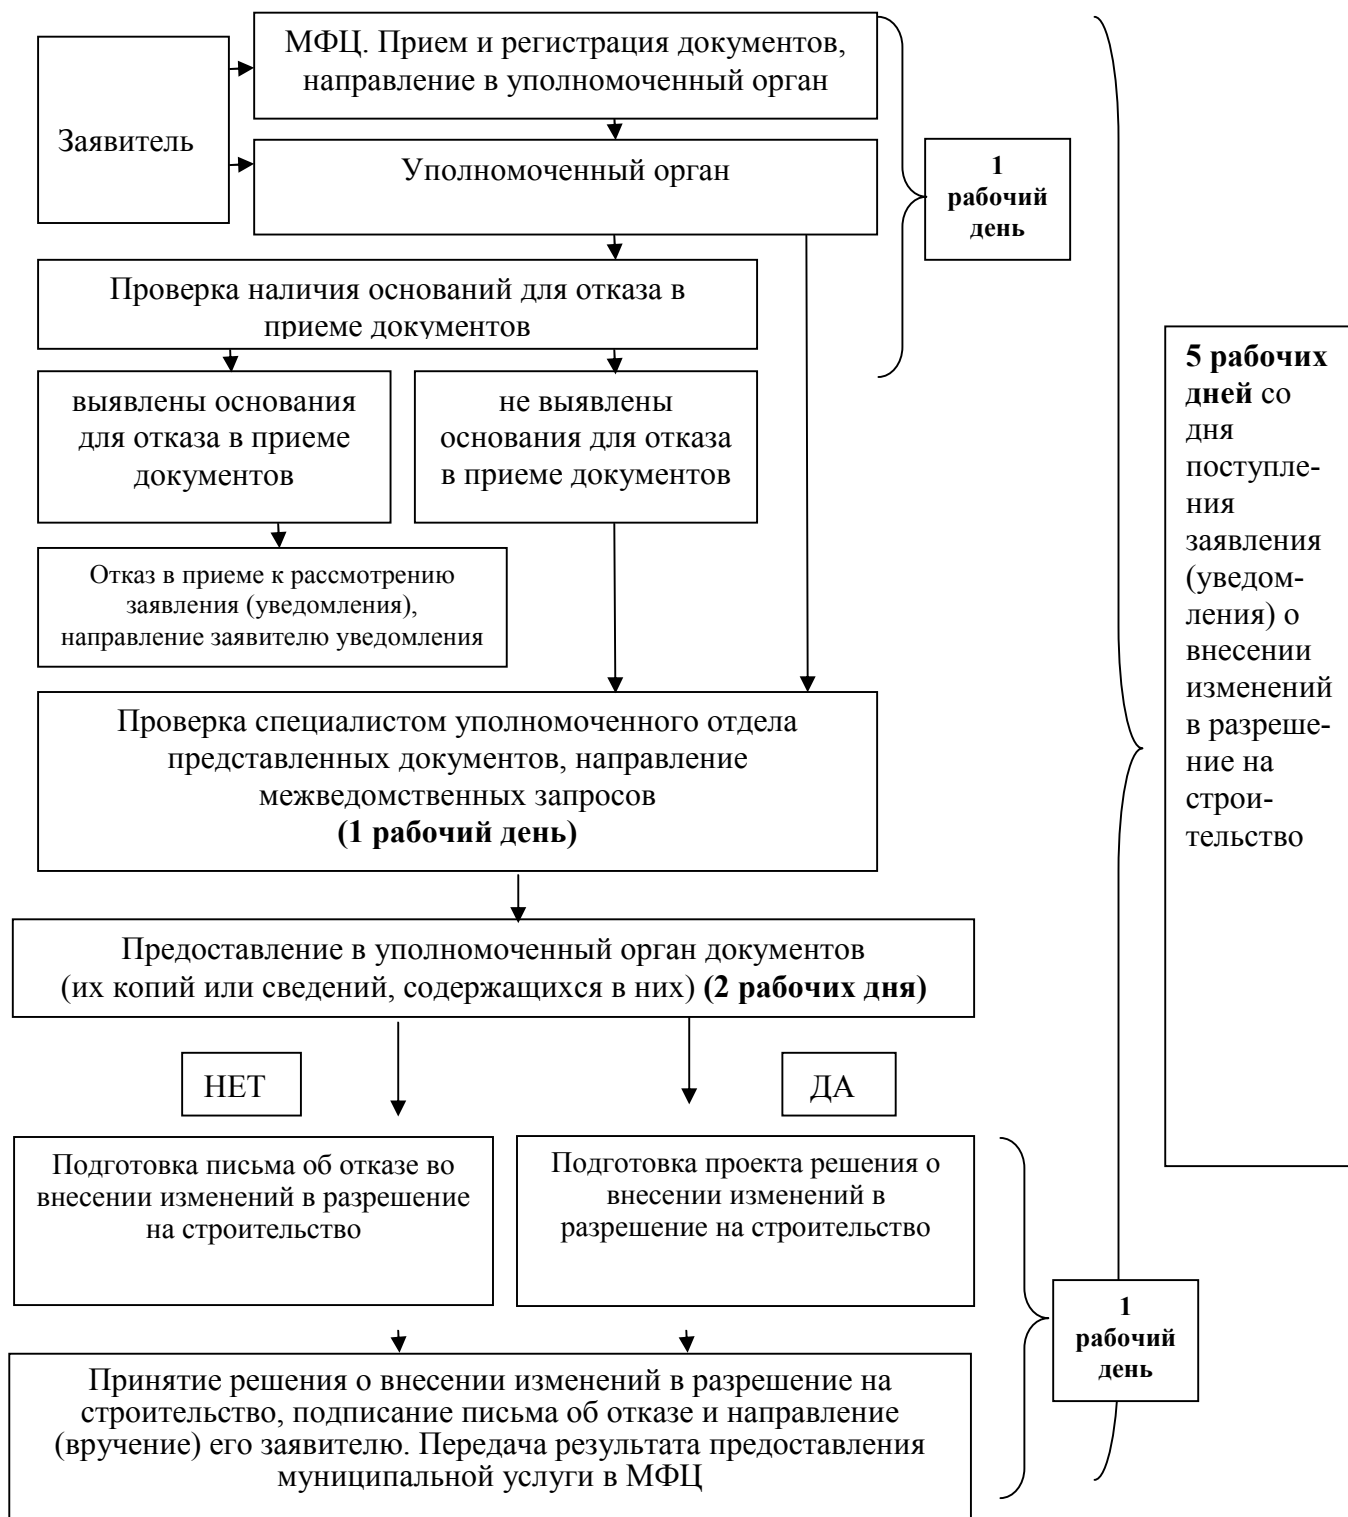 МФЦ. Прием и регистрация документов,
направление в уполномоченный орган
Заявитель
Уполномоченный орган
1
рабочий
день
Проверка наличия оснований для отказа в
приеме документов
выявлены основания
для отказа в приеме
документов
не выявлены
основания для отказа
в приеме документов
Отказ в приеме к рассмотрению
заявления (уведомления),
направление заявителю уведомления
5 рабочих
дней со
дня
поступле-
ния
заявления
(уведом-
ления) о
внесении
изменений
в разреше-
ние на
строи-
тельство
Проверка специалистом уполномоченного отдела
представленных документов, направление
межведомственных запросов
(1 рабочий день)
Предоставление в уполномоченный орган документов
(их копий или сведений, содержащихся в них) (2 рабочих дня)
НЕТ
ДА
Подготовка письма об отказе во
внесении изменений в разрешение
на строительство
Подготовка проекта решения о
внесении изменений в
разрешение на строительство
1
рабочий
день
Принятие решения о внесении изменений в разрешение на
строительство, подписание письма об отказе и направление
(вручение) его заявителю. Передача результата предоставления
муниципальной услуги в МФЦ